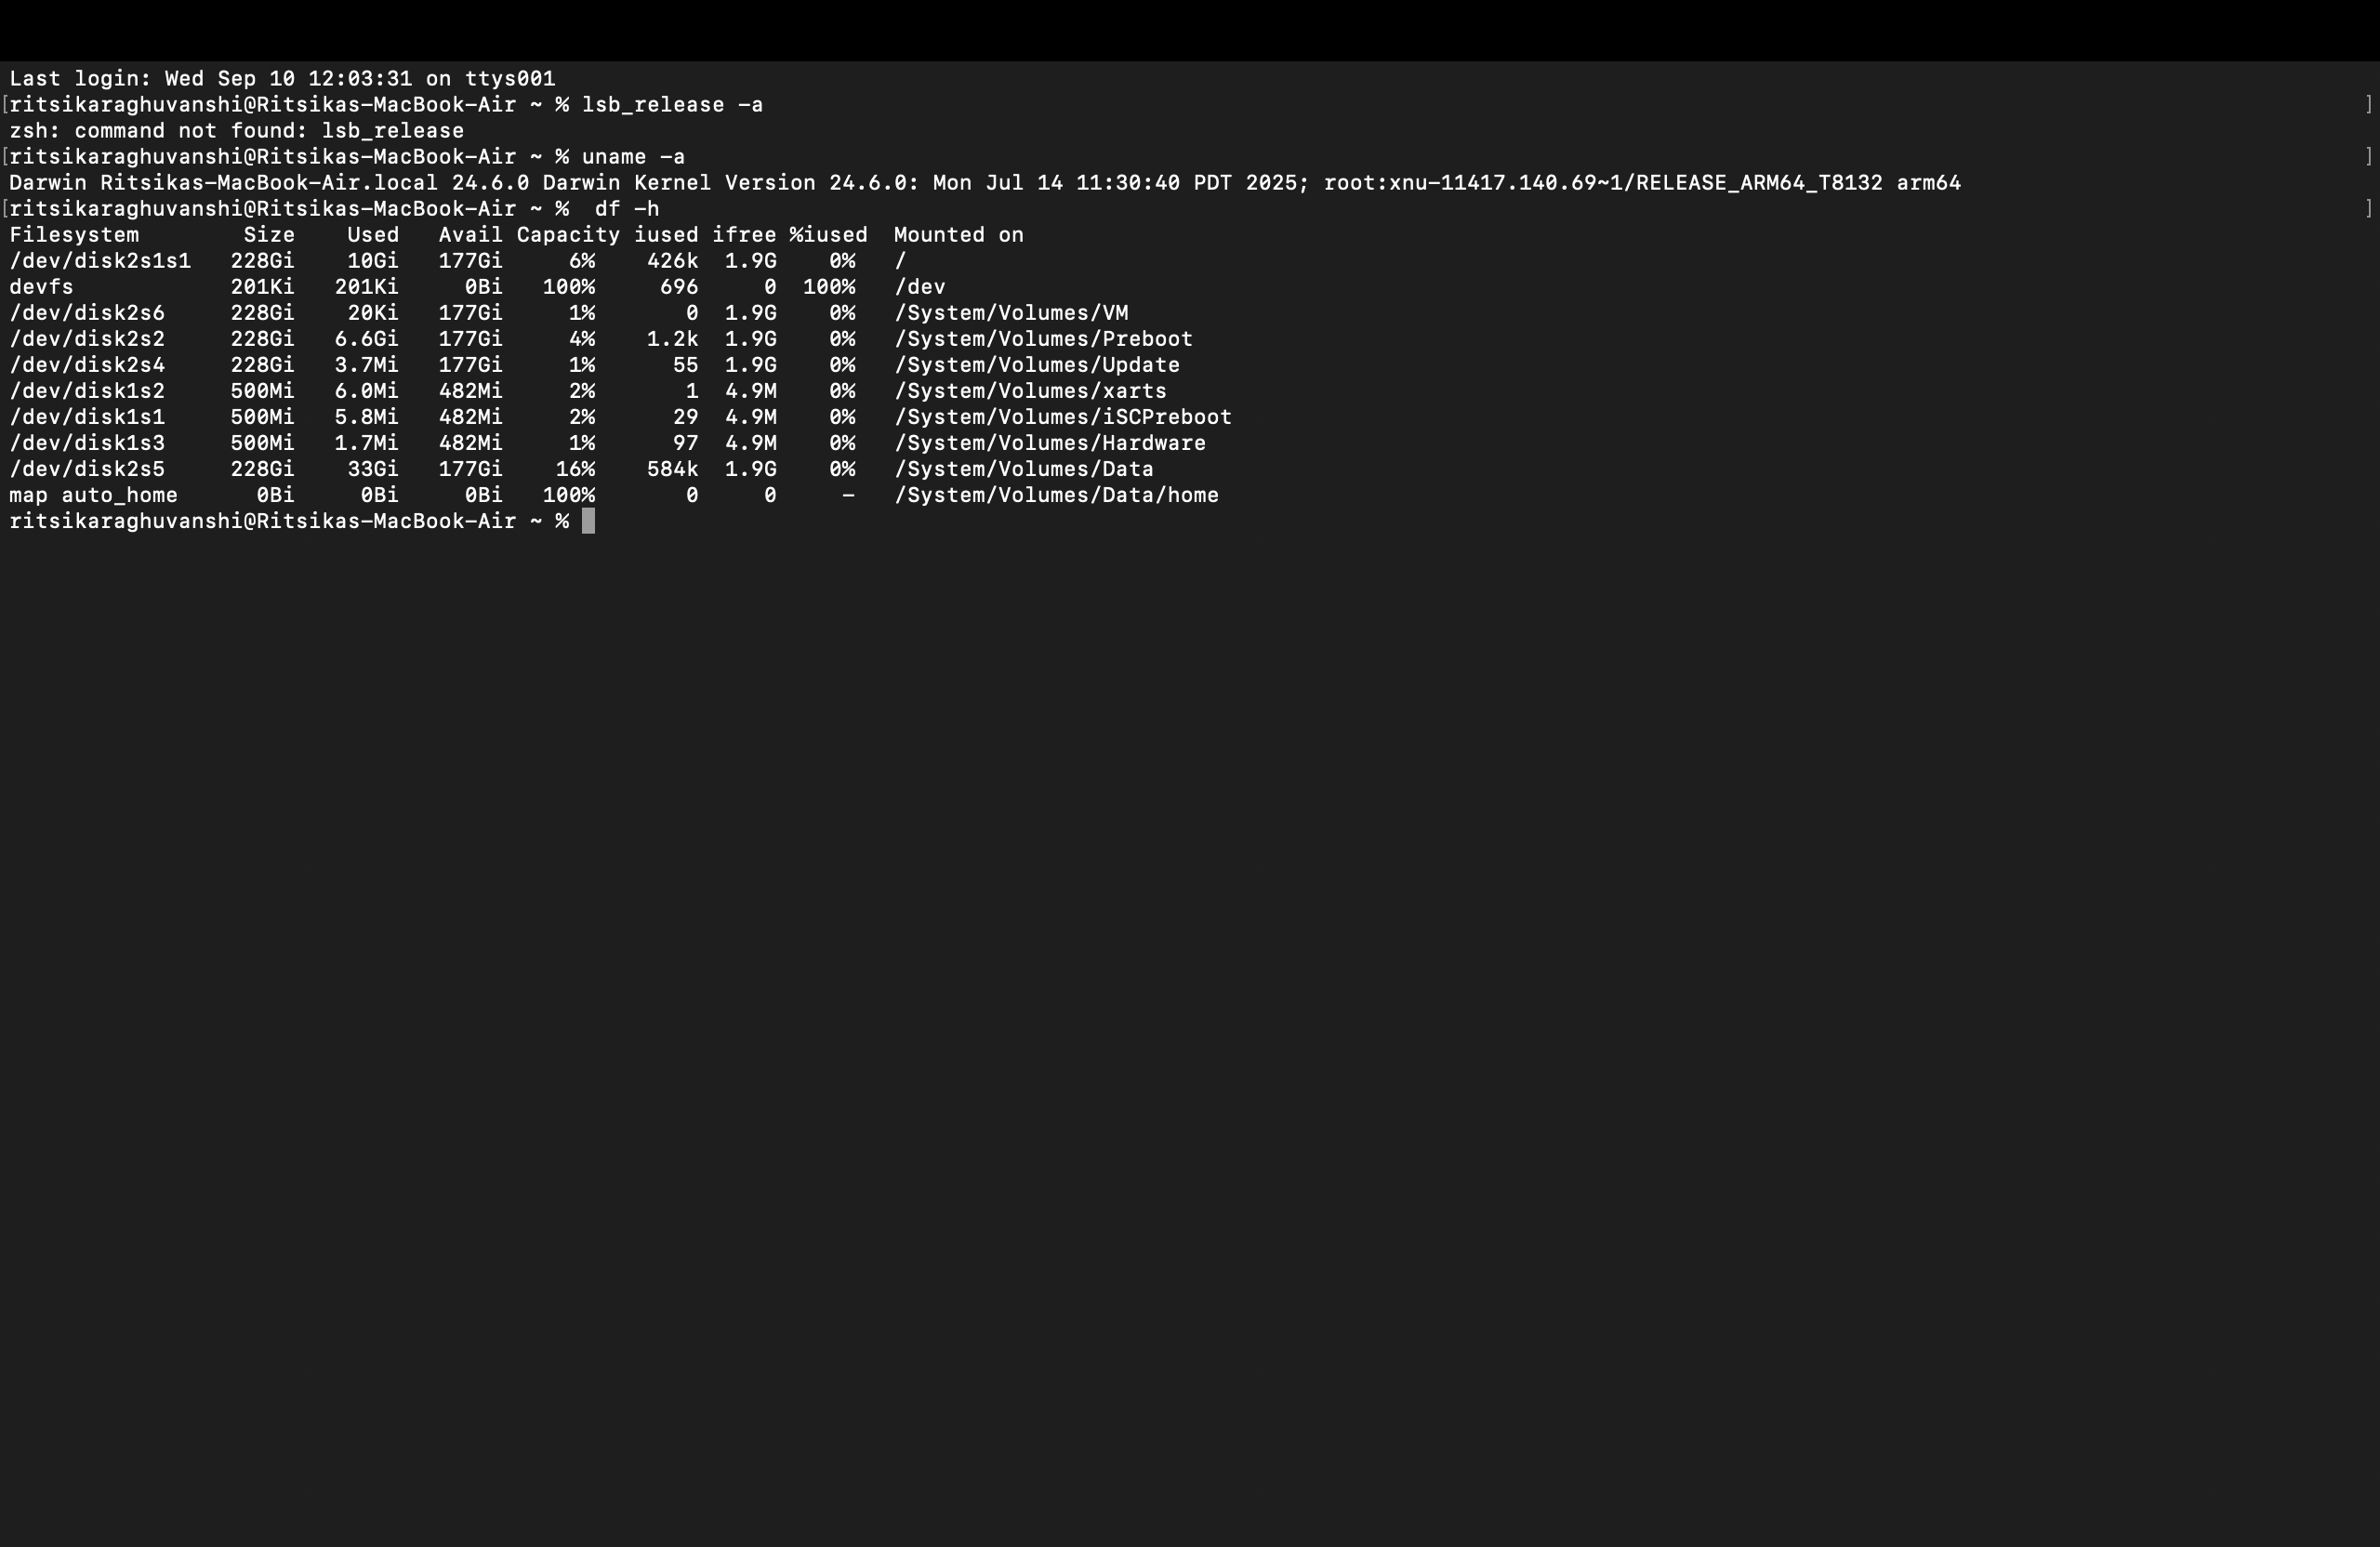 Last login: Wed Sep 10 12:03:31 on ttys001
[ritsikaraghuvanshi@Ritsikas-MacBook-Air ~ % lsb_release -a ]
zsh: command not found: lsb_release
[ritsikaraghuvanshi@Ritsikas-MacBook-Air ~ % uname -a ]
Darwin Ritsikas-MacBook-Air.local 24.6.0 Darwin Kernel Version 24.6.0: Mon Jul 14 11:30:40 PDT 2025; root:xnu-11417.140.69~1/RELEASE_ARM64_T8132 arm64
[ritsikaraghuvanshi@Ritsikas-MacBook-Air ~ %  df -h ]
Filesystem        Size    Used   Avail Capacity iused ifree %iused  Mounted on
/dev/disk2s1s1   228Gi    10Gi   177Gi     6%    426k  1.9G    0%   /
devfs            201Ki   201Ki     0Bi   100%     696     0  100%   /dev
/dev/disk2s6     228Gi    20Ki   177Gi     1%       0  1.9G    0%   /System/Volumes/VM
/dev/disk2s2     228Gi   6.6Gi   177Gi     4%    1.2k  1.9G    0%   /System/Volumes/Preboot
/dev/disk2s4     228Gi   3.7Mi   177Gi     1%      55  1.9G    0%   /System/Volumes/Update
/dev/disk1s2     500Mi   6.0Mi   482Mi     2%       1  4.9M    0%   /System/Volumes/xarts
/dev/disk1s1     500Mi   5.8Mi   482Mi     2%      29  4.9M    0%   /System/Volumes/iSCPreboot
/dev/disk1s3     500Mi   1.7Mi   482Mi     1%      97  4.9M    0%   /System/Volumes/Hardware
/dev/disk2s5     228Gi    33Gi   177Gi    16%    584k  1.9G    0%   /System/Volumes/Data
map auto_home      0Bi     0Bi     0Bi   100%       0     0     -   /System/Volumes/Data/home
ritsikaraghuvanshi@Ritsikas-MacBook-Air ~ %